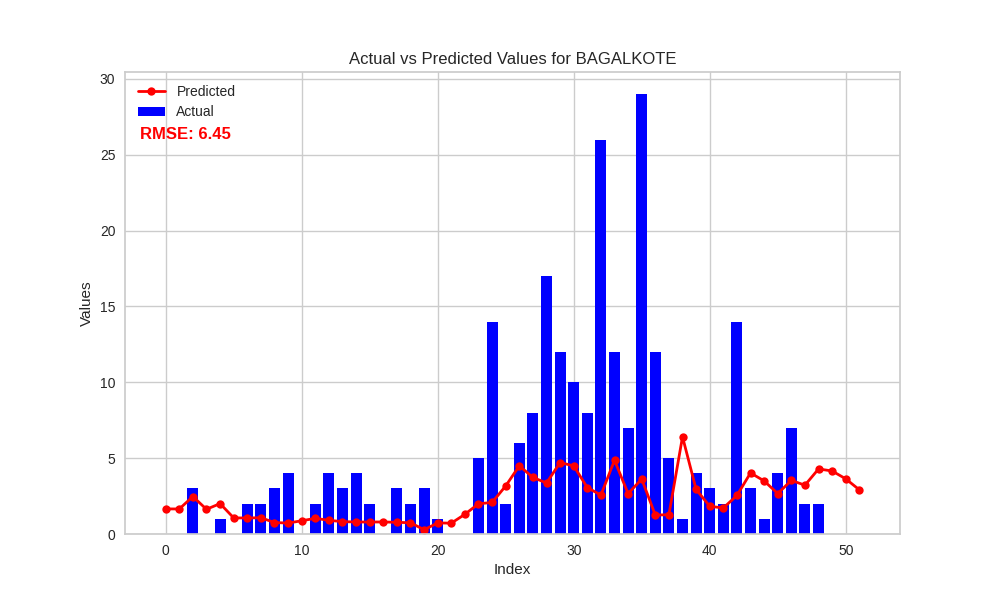 Actual vs Predicted Values for BAGALKOTE
30
25
20
15
10
5
0
Values
Predicted
Actual
RMSE: 6.45
0 10 20 30 40 50
Index